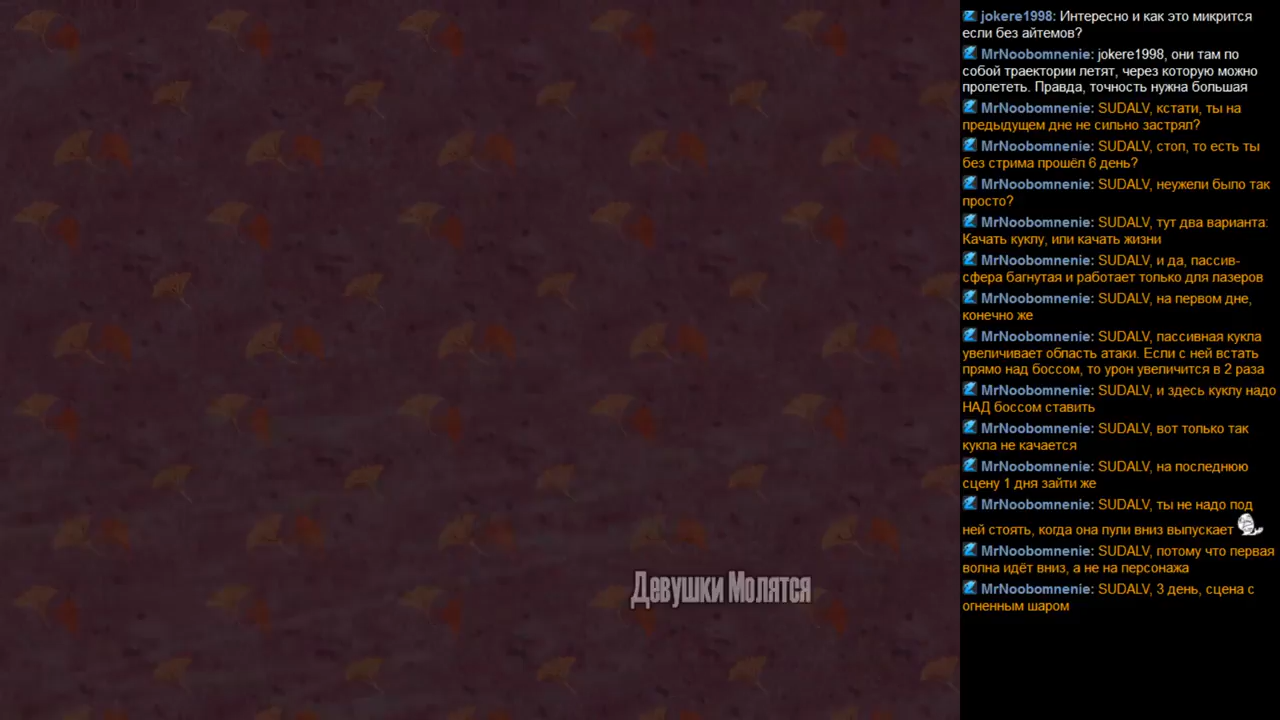 jokere1998: Интересно и как это микрится
если без айтемов?
MrNoobomnenie: jokere1998, они там по
собой траектории летят, через которую можно
пролететь. Правда, точность нужна большая
MrNoobomnenie: SUDALV, кстати, ты на
предыдущем дне не сильно застрял?
MrNoobomnenie: SUDALV, стоп, то есть ты
без стрима прошёл 6 день?
MrNoobomnenie: SUDALV, неужели было так
просто?
MrNoobomnenie: SUDALV, тут два варианта:
Качать куклу, или качать жизни
MrNoobomnenie: SUDALV, и да, пассив-
сфера багнутая и работает только для лазеров
MrNoobomnenie: SUDALV, на первом дне,
конечно же
MrNoobomnenie: SUDALV, пассивная кукла
увеличивает область атаки. Если с ней встать
прямо над боссом, то урон увеличится в 2 раза
MrNoobomnenie: SUDALV, и здесь куклу надо
НАД боссом ставить
MrNoobomnenie: SUDALV, вот только так
кукла не качается
MrNoobomnenie: SUDALV, на последнюю
сцену 1 дня зайти же
MrNoobomnenie: SUDALV, ты не надо под
ней стоять, когда она пули вниз выпускает
MrNoobomnenie: SUDALV, потому что первая
волна идёт вниз, а не на персонажа
MrNoobomnenie: SUDALV, 3 день, сцена с
огненным шаром
Девушки Молятся